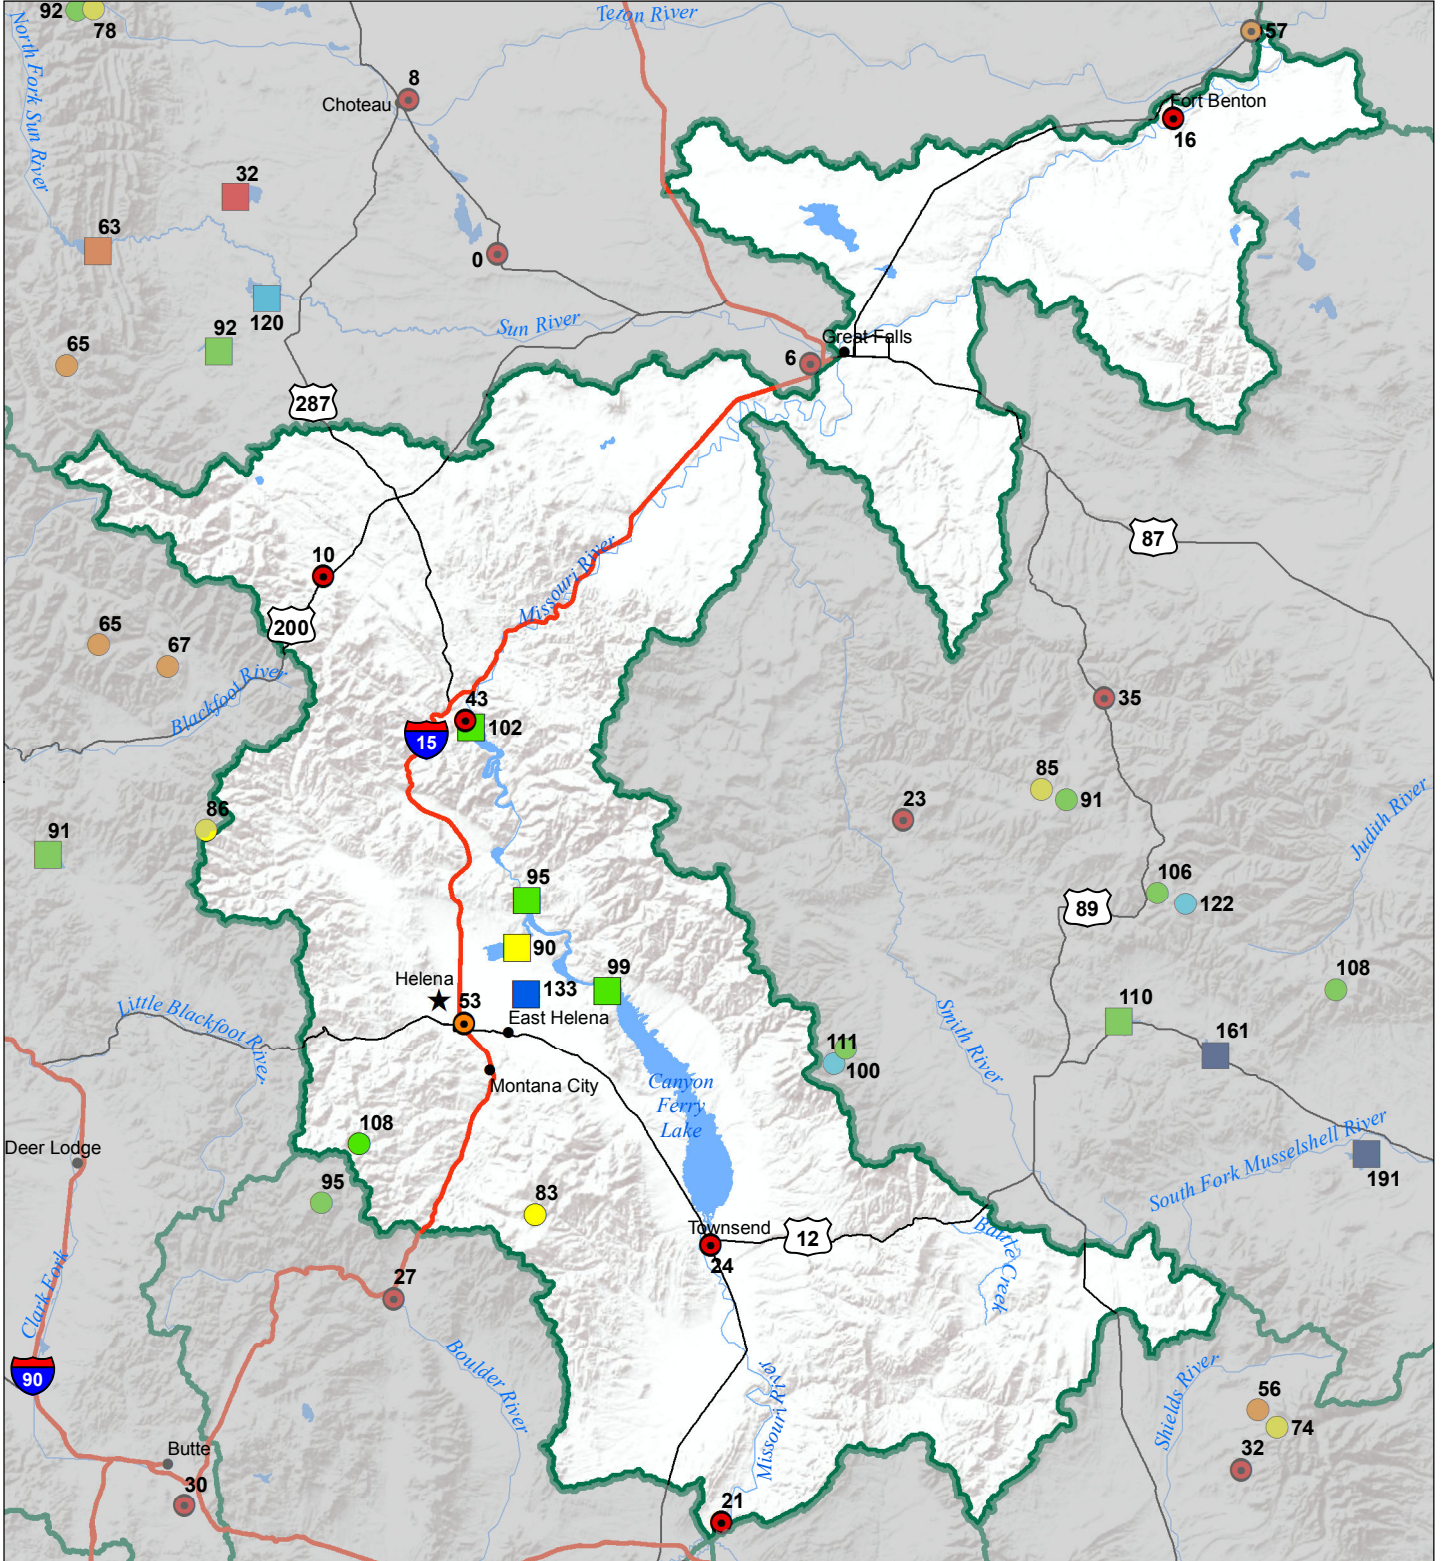 92
78
Teton River
57
North Fork Sun River
8
Choteau
Fort Benton
16
32
63
0
120
Sun River
92
65
6
Great Falls
287
87
10
200
Missouri River
65
67
Blackfoot River
43
102
15
35
85
91
23
86
91
Judith River
95
106
122
89
90
99
133
Helena
53
East Helena
108
110
161
Little Blackfoot River
Smith River
111
100
Montana City
Canyon
Ferry
Lake
108
Deer Lodge
South Fork Musselshell River
191
95
83
Townsend
24
12
Baute Creek
27
Clark Fork
Boulder River
90
Missouri River
Shields River
56
74
32
Butte
30
21